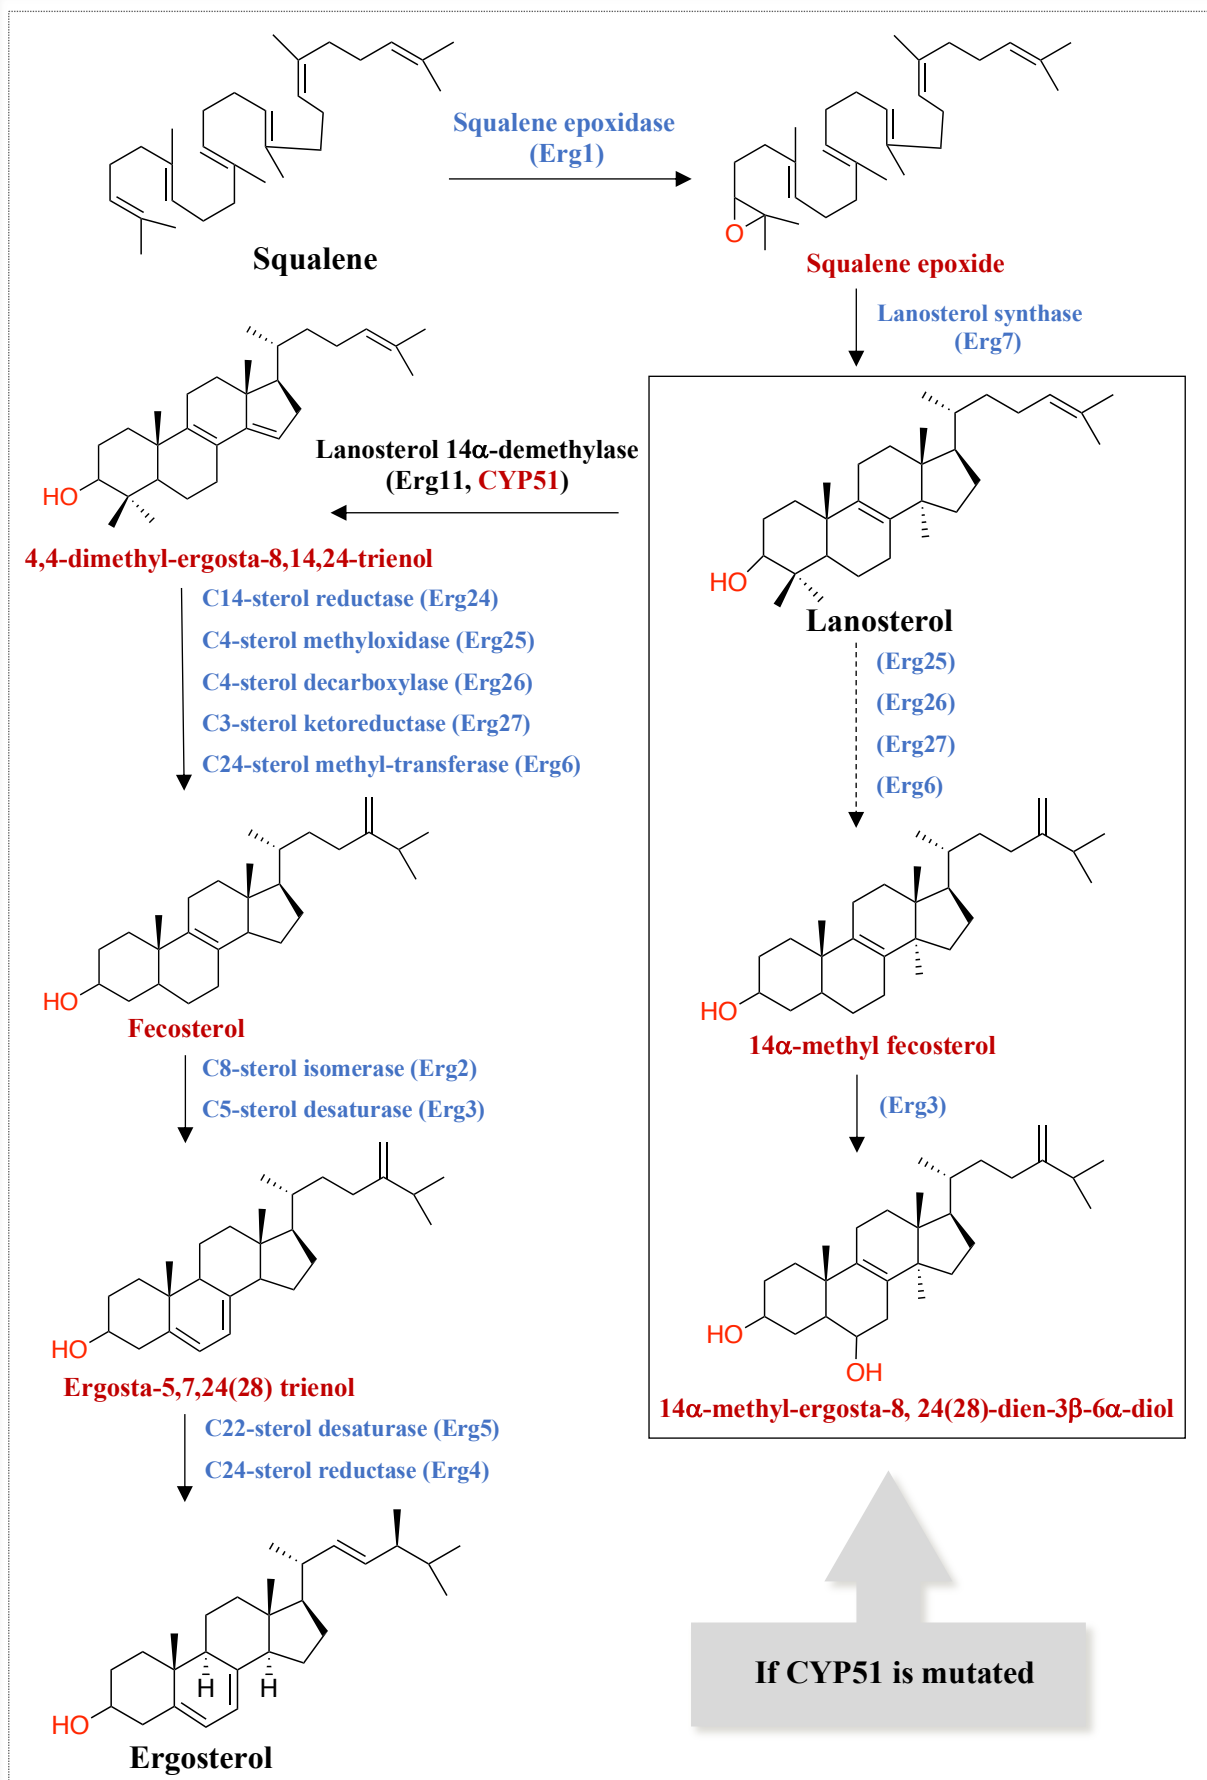 Squalene epoxidase
(Erg1)
O
Squalene
Squalene epoxide
Lanosterol synthase
(Erg7)
Lanosterol 14α-demethylase
(Erg11, CYP51)
HO
4,4-dimethyl-ergosta-8,14,24-trienol
HO
Lanosterol
C14-sterol reductase (Erg24)
C4-sterol methyloxidase (Erg25)
C4-sterol decarboxylase (Erg26)
C3-sterol ketoreductase (Erg27)
C24-sterol methyl-transferase (Erg6)
(Erg25)
(Erg26)
(Erg27)
(Erg6)
HO
Fecosterol
HO
14α-methyl fecosterol
C8-sterol isomerase (Erg2)
C5-sterol desaturase (Erg3)
(Erg3)
HO
Ergosta-5,7,24(28) trienol
HO
OH
14α-methyl-ergosta-8, 24(28)-dien-3β-6α-diol
C22-sterol desaturase (Erg5)
C24-sterol reductase (Erg4)
H
H
HO
Ergosterol
If CYP51 is mutated